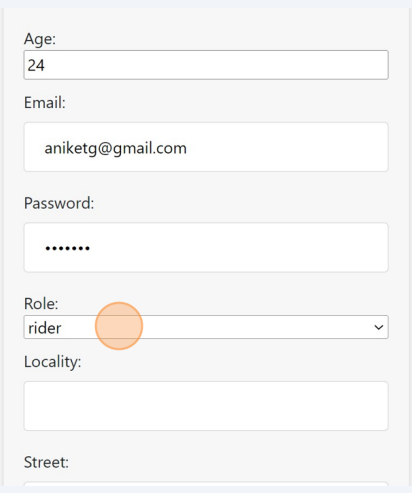 Age:
24
Email:
aniketg@gmail.com
Password:
•••••••
Role:
rider
Locality:
Street: